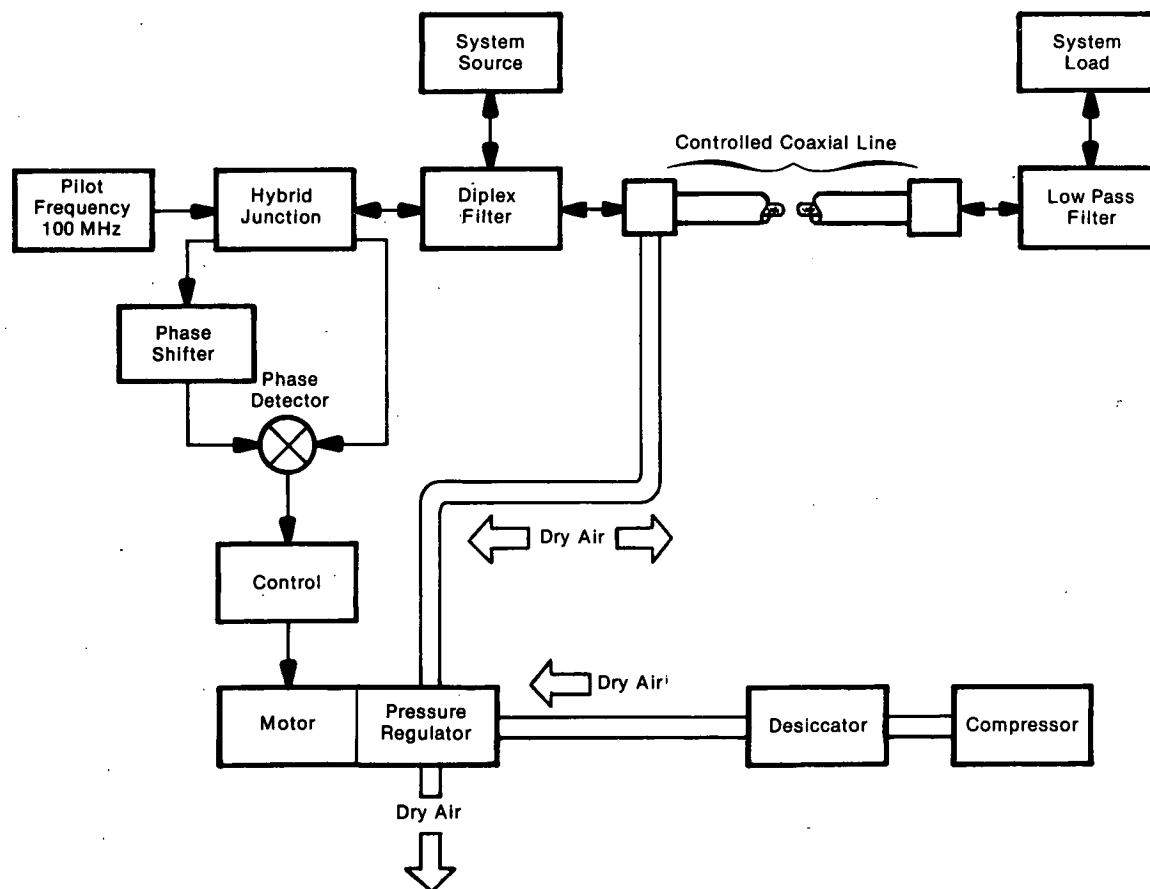 System
Source
System
Load
Controlled Coaxial Line
Pilot
Frequency
100 MHz
Hybrid
Junction
Diplex
Filter
Low Pass
Filter
Phase
Shifter
Phase
Detector
Dry Air
Control
Dry Air
Motor
Pressure
Regulator
Desiccator
Compressor
Dry Air